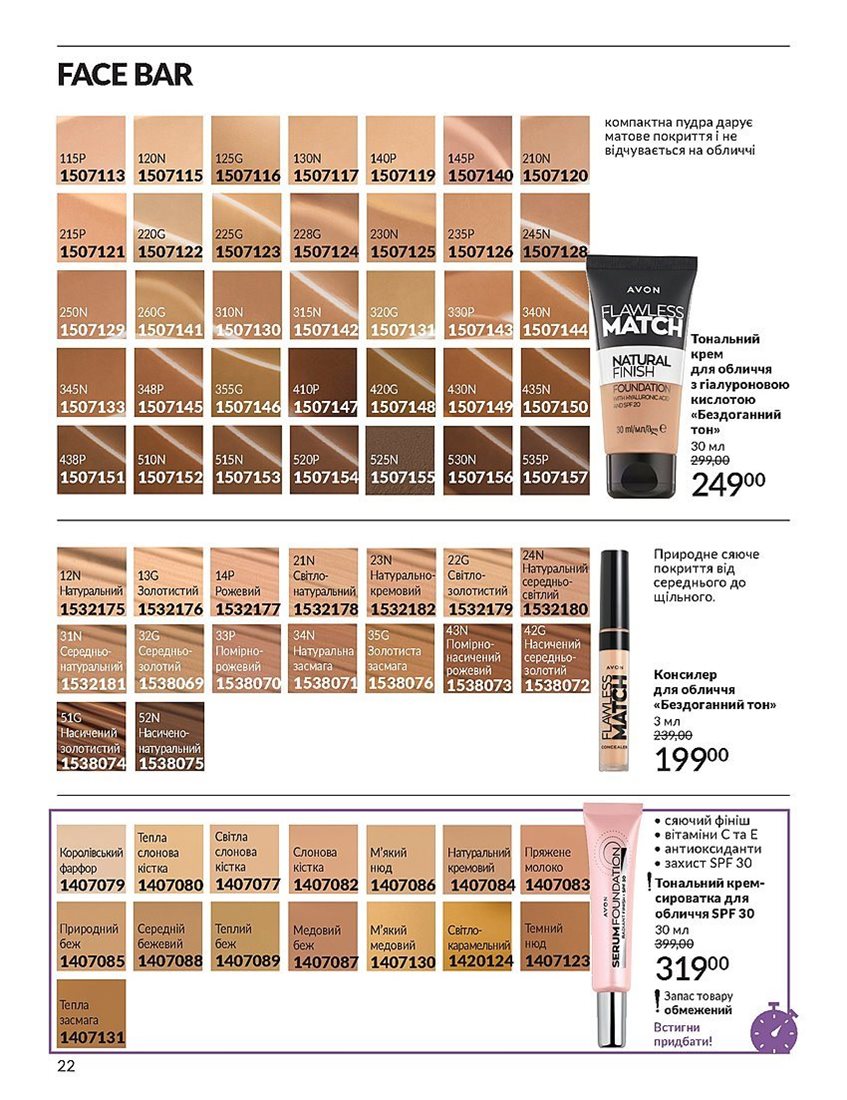 FACE BAR
115P
1507113
120N
1507115
125G
1507116
130N
1507117
140P
1507119
145P
1507140
210N
1507120
215P
1507121
220G
1507122
225G
1507123
228G
1507124
230N
1507125
235P
1507126
245N
1507128
250N
1507129
260G
1507141
310N
1507130
315N
1507142
320G
1507131
330P
1507143
340N
1507144
345N
1507133
348P
1507145
355G
1507146
410P
1507147
420G
1507148
430N
1507149
435N
1507150
438P
1507151
510N
1507152
515N
1507153
520P
1507154
525N
1507155
530N
1507156
535P
1507157
компактна пудра дарує
матове покриття і не
відчувається на обличчі
AVON
FLAWLESS
MATCH
NATURAL
FINISH
FOUNDATION
WITH HYALURONIC ACID
AND SPF 20
30 ml/мл/მლ e
Тональний
крем
для обличчя
з гіалуроновою
кислотою
«Бездоганний
тон»
30 мл
299,00
24900
12N
Натуральний
1532175
13G
Золотистий
1532176
14P
Рожевий
1532177
21N
Світло-
натуральний
1532178
23N
Натурально-
кремовий
1532182
22G
Світло-
золотистий
1532179
24N
Натуральний
середньо-
світлий
1532180
31N
Середньо-
натуральний
1532181
32G
Середньо-
золотий
1538069
33P
Помірно-
рожевий
1538070
34N
Натуральна
засмага
1538071
35G
Золотиста
засмага
1538076
43N
Помірно-
насичений
рожевий
1538073
42G
Насичений
середньо-
золотий
1538072
51G
Насичений
золотистий
1538074
52N
Насичено-
натуральний
1538075
AVON
FLAWLESS
MATCH
CONCEALER
Природне сяюче
покриття від
середнього до
щільного.
Консилер
для обличчя
«Бездоганний тон»
3 мл
239,00
19900
Королівський
фарфор
1407079
Тепла
слонова
кістка
1407080
Світла
слонова
кістка
1407077
Слонова
кістка
1407082
М'який
нюд
1407086
Натуральний
кремовий
1407084
Пряжене
молоко
1407083
Природний
беж
1407085
Середній
бежевий
1407088
Теплий
беж
1407089
Медовий
беж
1407087
М'який
медовий
1407130
Світло-
карамельний
1420124
Темний
нюд
1407123
Тепла
засмага
1407131
AVON
SERUM FOUNDATION
RADIANT FINISH | SPF 30
• сяючий фініш
• вітаміни С та Е
• антиоксиданти
• захист SPF 30
! Тональний крем-
сироватка для
обличчя SPF 30
30 мл
399,00
31900
! Запас товару
обмежений
Встигни
придбати!
22